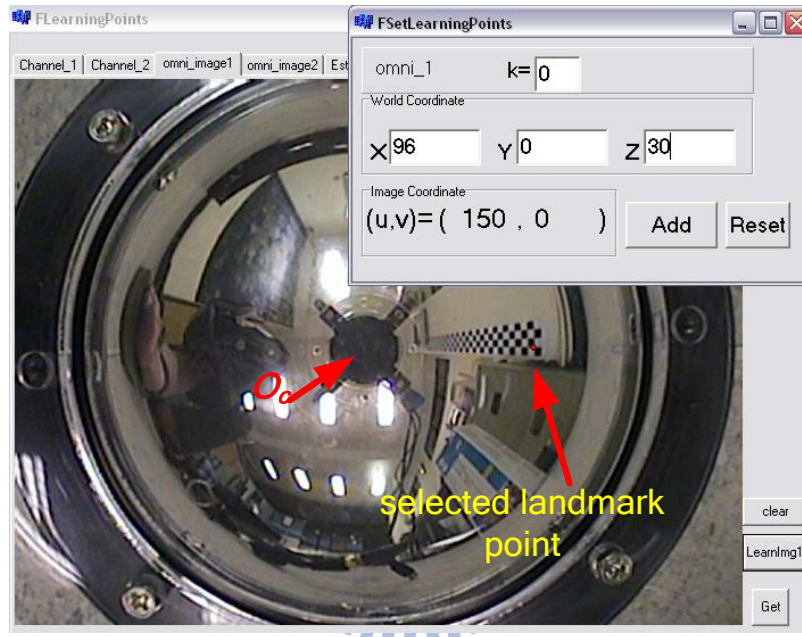 FLearningPoints
FSetLearningPoints
Channel_1 Channel_2 omni_image1 omni_image2 Est
omni_1 k= 0
World Coordinate
X 96 Y 0 Z 30
Image Coordinate
(u,v)= ( 150 , 0 )
Add Reset
Oc
selected landmark
point
clear
LearnImg1
Get